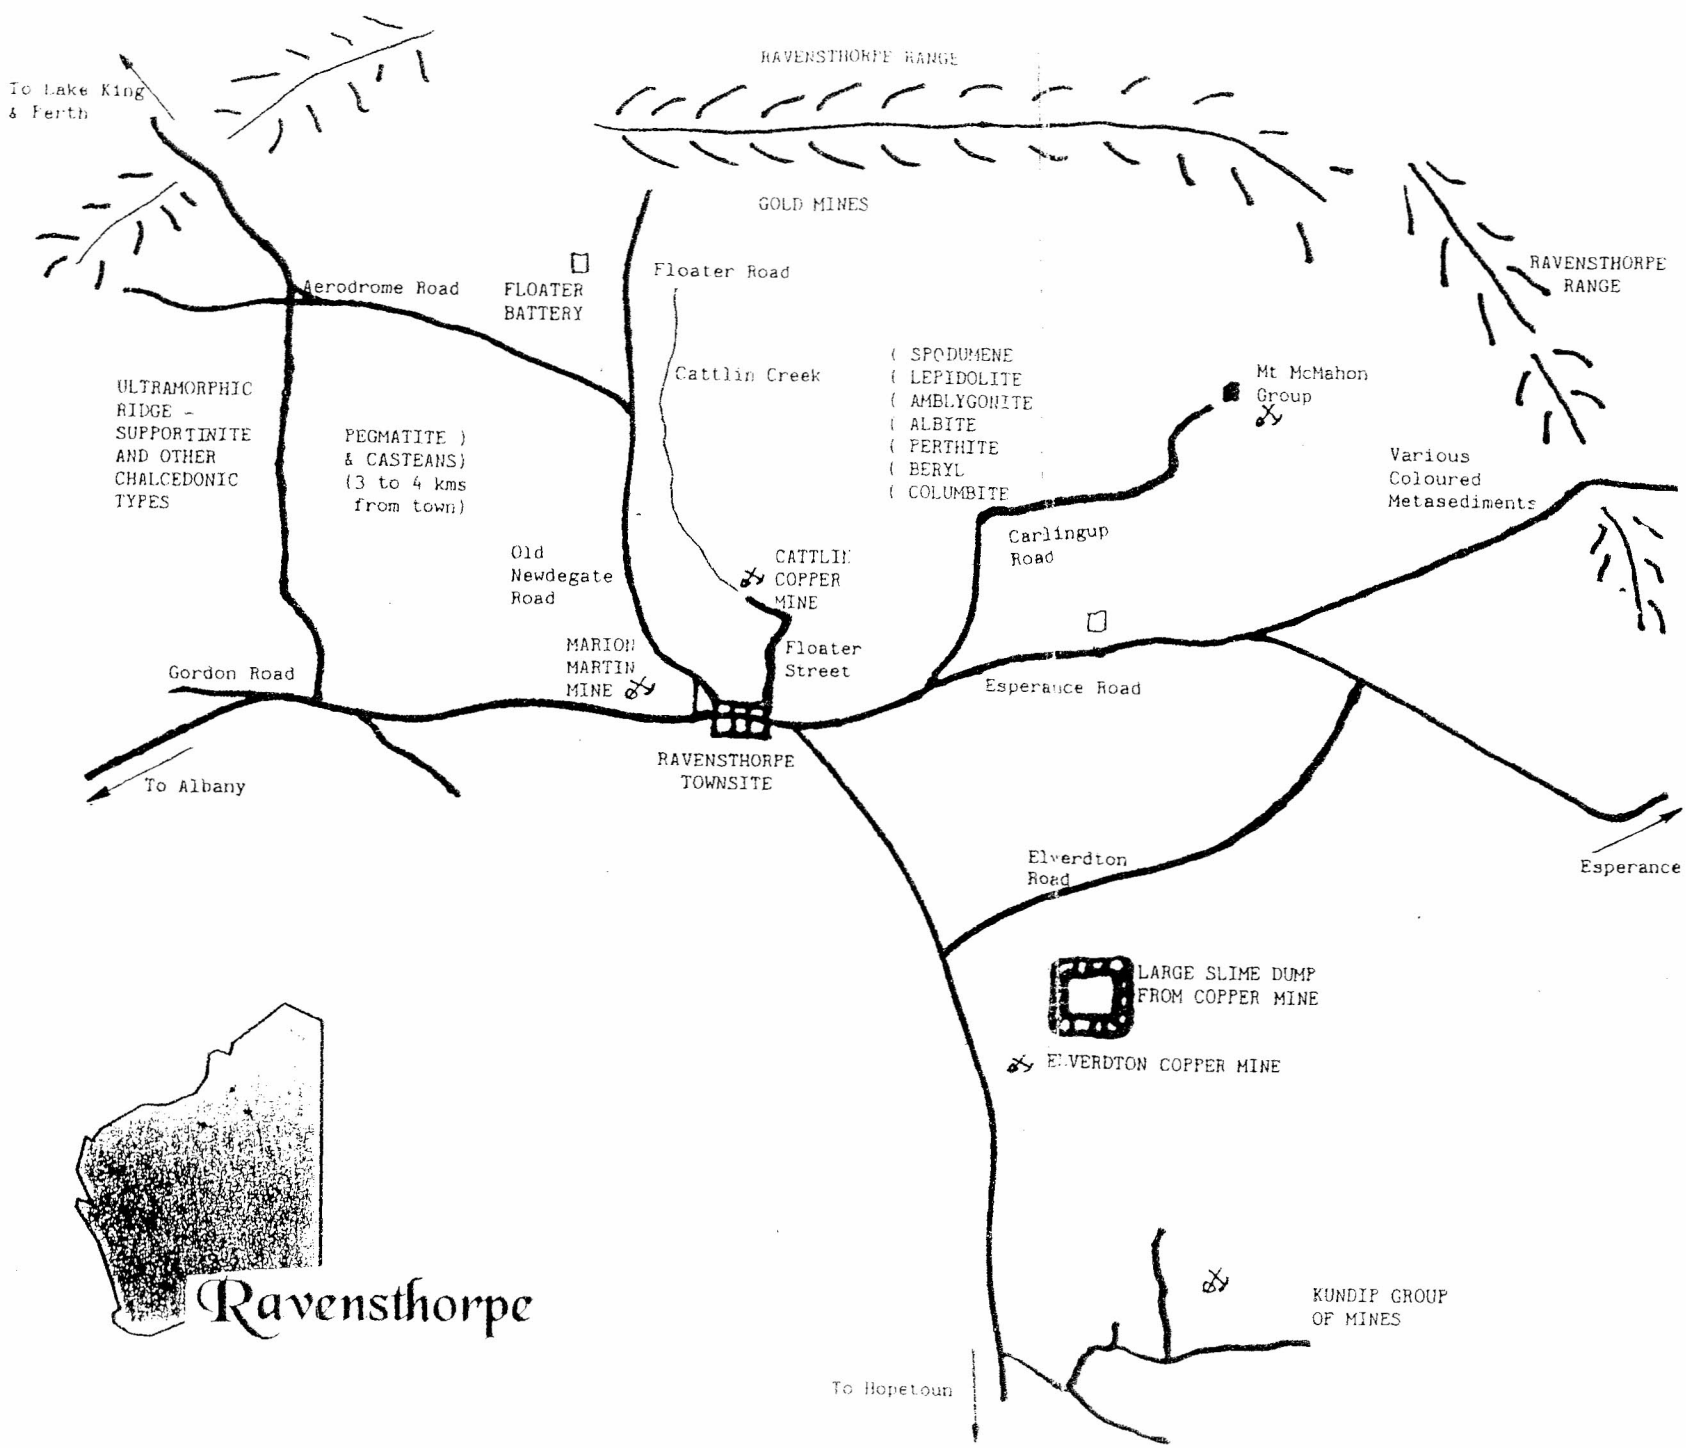 RAVENSTHORPE RANGE
To Lake King
& Perth
GOLD MINES
RAVENSTHORPE
RANGE
Floater Road
Aerodrome Road
FLOATER
BATTERY
Cattlin Creek
( SPODUMENE
( LEPIDOLITE
( AMBLYGONITE
( ALBITE
( PERTHITE
( BERYL
( COLUMBITE
Mt McMahon
Group
ULTRAMORPHIC
RIDGE -
SUPPORTINITE
AND OTHER
CHALCEDONIC
TYPES
PEGMATITE )
& CASTEANS)
(3 to 4 kms
from town)
Various
Coloured
Metasediments
Carlingup
Road
Old
Newdegate
Road
CATTLIN
COPPER
MINE
MARION
MARTIN
MINE
Floater
Street
Gordon Road
Esperance Road
RAVENSTHORPE
TOWNSITE
To Albany
Elverdton
Road
Esperance
LARGE SLIME DUMP
FROM COPPER MINE
ELVERDTON COPPER MINE
Ravensthorpe
KUNDIP GROUP
OF MINES
To Hopetoun